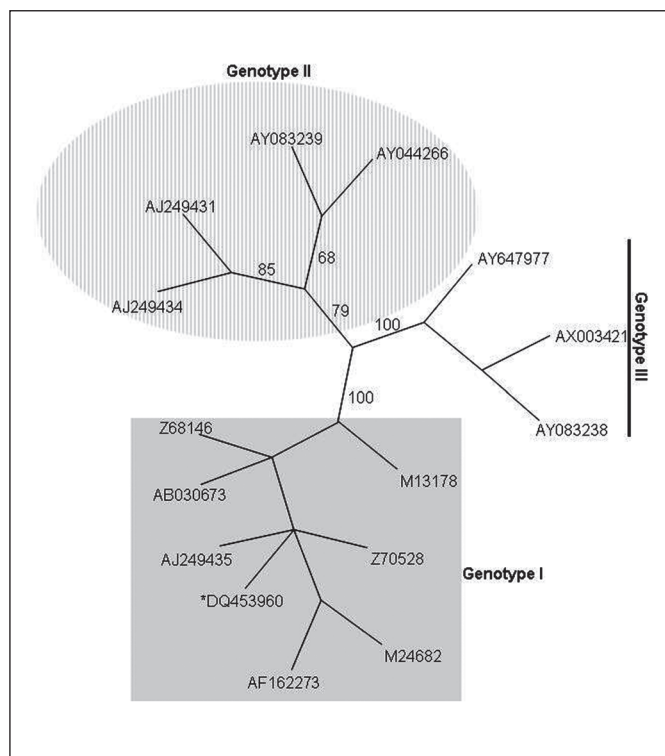 Genotype II
AY083239
AY044266
AJ249431
85
68
AJ249434
79
AY647977
100
AX003421
Genotype III
AY083238
100
Z68146
M13178
AB030673
AJ249435
Z70528
Genotype I
*DQ453960
M24682
AF162273